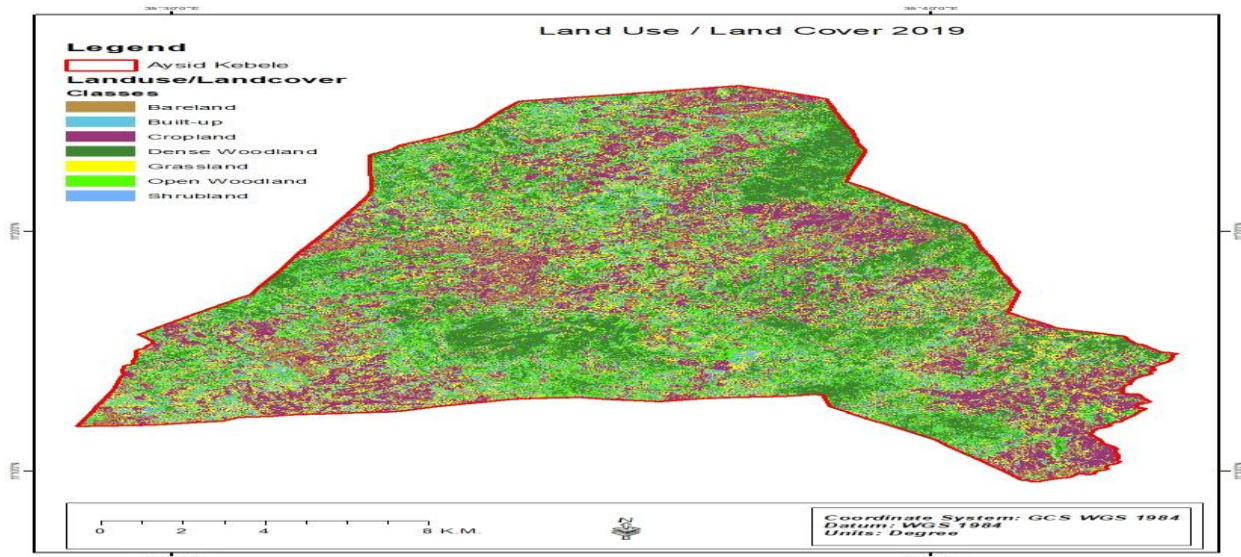 Land Use / Land Cover 2019
Legend
Aysid Kebele
Landuse/Landcover
Classes
Bareland
Built-up
Cropland
Dense Woodland
Grassland
Open Woodland
Shrubland
0 2 4 8 K.M.
Coordinate System: GCS WGS 1984
Datum: WGS 1984
Units: Degree